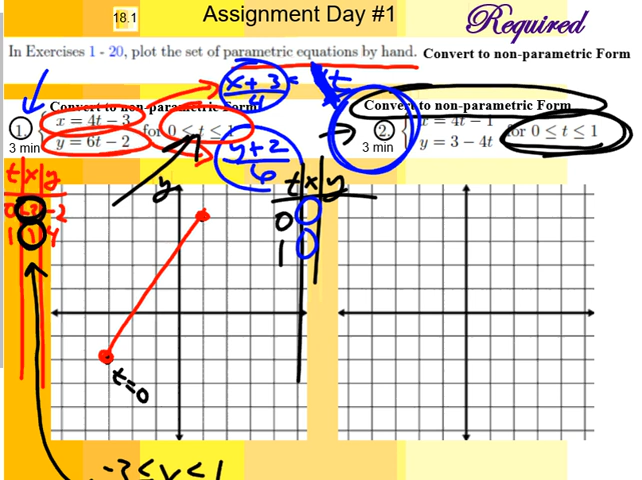 18.1 Assignment Day #1 Required
In Exercises 1 - 20, plot the set of parametric equations by hand. Convert to non-parametric Form
x + 3 = t
4
Convert to non-parametric Form Convert to non-parametric Form
1. { x = 4t − 3 for 0 ≤ t ≤ 1
y = 6t − 2
3 min
y + 2
6
2. { x = 4t − 1 for 0 ≤ t ≤ 1
y = 3 − 4t
3 min
t x y
0 -3 -2
1 1 4
y
t=0
t x y
0
1
-3 ≤ x ≤ 1